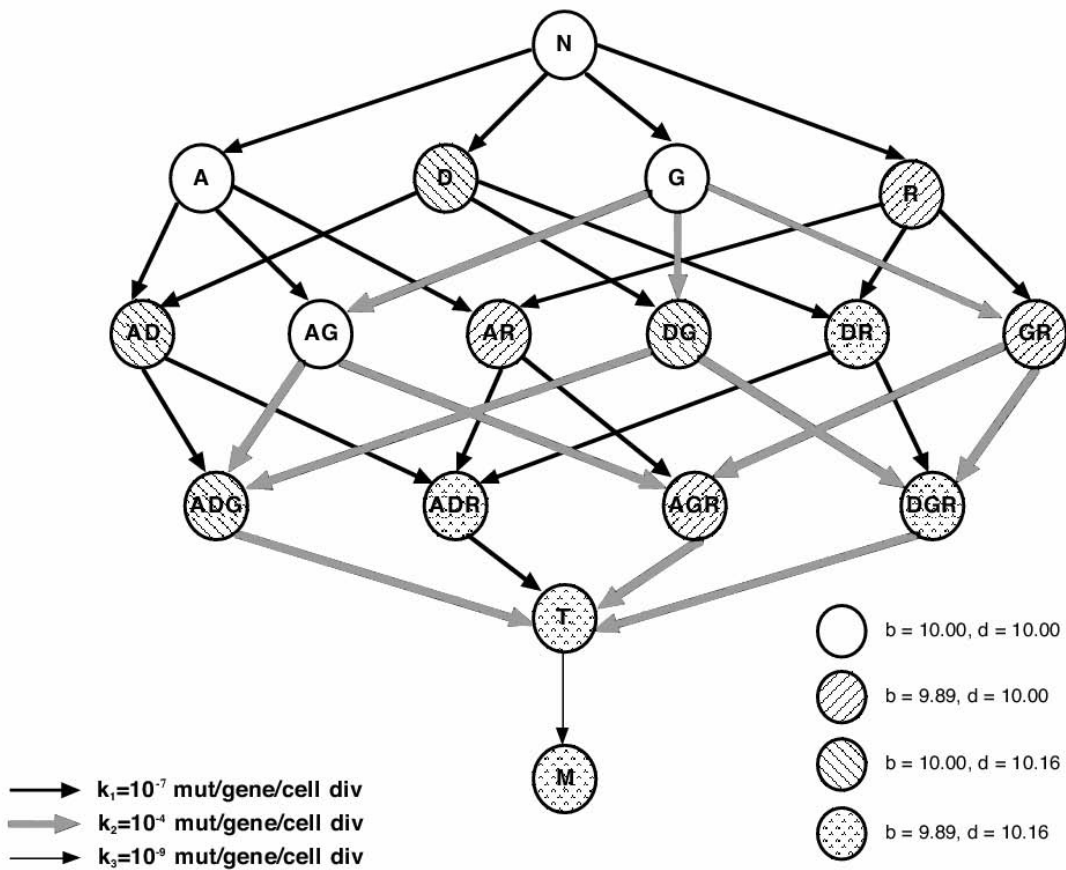 N
A D G R
AD AG AR DG DR GR
ADG ADR AGR DGR
T
M
b = 10.00, d = 10.00
b = 9.89, d = 10.00
b = 10.00, d = 10.16
b = 9.89, d = 10.16
k₁=10⁻⁷ mut/gene/cell div
k₂=10⁻⁴ mut/gene/cell div
k₃=10⁻⁹ mut/gene/cell div